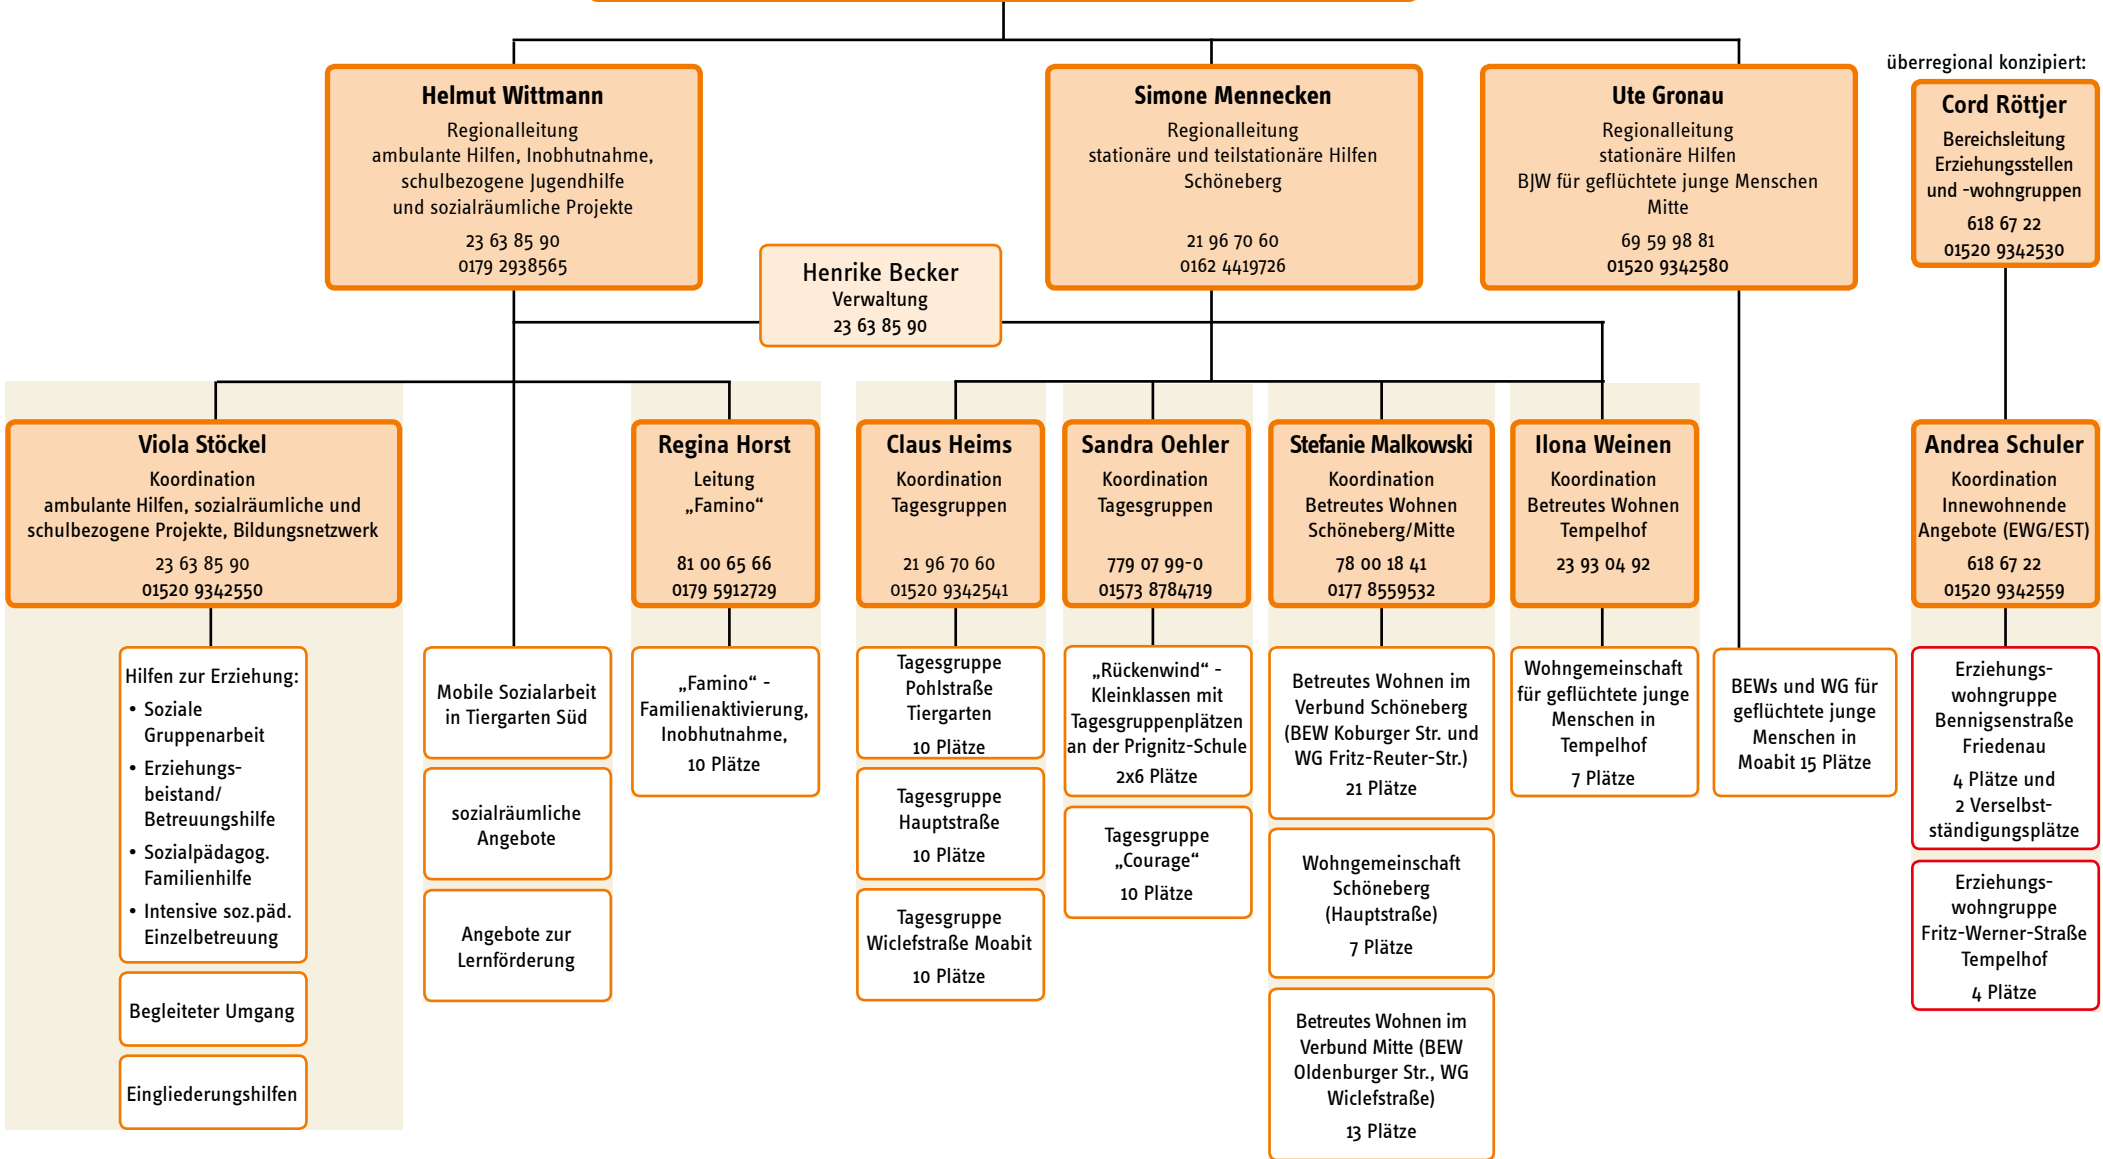 Helmut Wittmann
Regionalleitung
ambulante Hilfen, Inobhutnahme,
schulbezogene Jugendhilfe
und sozialräumliche Projekte
23 63 85 90
0179 2938565
Simone Mennecken
Regionalleitung
stationäre und teilstationäre Hilfen
Schöneberg
21 96 70 60
0162 4419726
Ute Gronau
Regionalleitung
stationäre Hilfen
BJW für geflüchtete junge Menschen
Mitte
69 59 98 81
01520 9342580
überregional konzipiert:
Cord Röttjer
Bereichsleitung
Erziehungsstellen
und -wohngruppen
618 67 22
01520 9342530
Henrike Becker
Verwaltung
23 63 85 90
Viola Stöckel
Koordination
ambulante Hilfen, sozialräumliche und
schulbezogene Projekte, Bildungsnetzwerk
23 63 85 90
01520 9342550
Regina Horst
Leitung
„Famino“
81 00 65 66
0179 5912729
Claus Heims
Koordination
Tagesgruppen
21 96 70 60
01520 9342541
Sandra Oehler
Koordination
Tagesgruppen
779 07 99-0
01573 8784719
Stefanie Malkowski
Koordination
Betreutes Wohnen
Schöneberg/Mitte
78 00 18 41
0177 8559532
Ilona Weinen
Koordination
Betreutes Wohnen
Tempelhof
23 93 04 92
Andrea Schuler
Koordination
Innewohnende
Angebote (EWG/EST)
618 67 22
01520 9342559
Hilfen zur Erziehung:
• Soziale
Gruppenarbeit
• Erziehungs-
beistand/
Betreuungshilfe
• Sozialpädagog.
Familienhilfe
• Intensive soz.päd.
Einzelbetreuung
Begleiteter Umgang
Eingliederungshilfen
Mobile Sozialarbeit
in Tiergarten Süd
sozialräumliche
Angebote
Angebote zur
Lernförderung
„Famino“ -
Familienaktivierung,
Inobhutnahme,
10 Plätze
Tagesgruppe
Pohlstraße
Tiergarten
10 Plätze
Tagesgruppe
Hauptstraße
10 Plätze
Tagesgruppe
Wiclefstraße Moabit
10 Plätze
„Rückenwind“ -
Kleinklassen mit
Tagesgruppenplätzen
an der Prignitz-Schule
2x6 Plätze
Tagesgruppe
„Courage“
10 Plätze
Betreutes Wohnen im
Verbund Schöneberg
(BEW Koburger Str. und
WG Fritz-Reuter-Str.)
21 Plätze
Wohngemeinschaft
Schöneberg
(Hauptstraße)
7 Plätze
Betreutes Wohnen im
Verbund Mitte (BEW
Oldenburger Str., WG
Wiclefstraße)
13 Plätze
Wohngemeinschaft
für geflüchtete junge
Menschen in
Tempelhof
7 Plätze
BEWs und WG für
geflüchtete junge
Menschen in
Moabit 15 Plätze
Erziehungs-
wohngruppe
Bennigsenstraße
Friedenau
4 Plätze und
2 Verselbst-
ständigungsplätze
Erziehungs-
wohngruppe
Fritz-Werner-Straße
Tempelhof
4 Plätze